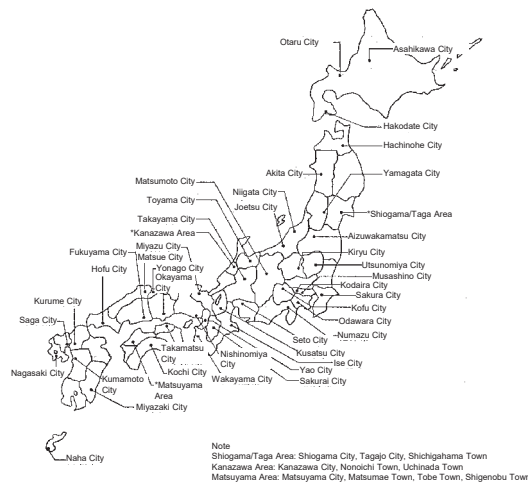 Otaru City
Asahikawa City
Hakodate City
Hachinohe City
Akita City
Yamagata City
Matsumoto City
Toyama City
Niigata City
Joetsu City
*Shiogama/Taga Area
Takayama City
*Kanazawa Area
Aizuwakamatsu City
Miyazu City
Kiryu City
Fukuyama City
Matsue City
Utsunomiya City
Hofu City
Yonago City
Musashino City
Okayama City
Kodaira City
Kurume City
Sakura City
Kofu City
Saga City
Odawara City
Numazu City
Seto City
Kusatsu City
Nagasaki City
Takamatsu City
Nishinomiya City
Ise City
Kumamoto City
Kochi City
Yao City
*Matsuyama Area
Wakayama City
Sakurai City
Miyazaki City
Naha City
Note
Shiogama/Taga Area: Shiogama City, Tagajo City, Shichigahama Town
Kanazawa Area: Kanazawa City, Nonoichi Town, Uchinada Town
Matsuyama Area: Matsuyama City, Matsumae Town, Tobe Town, Shigenobu Town